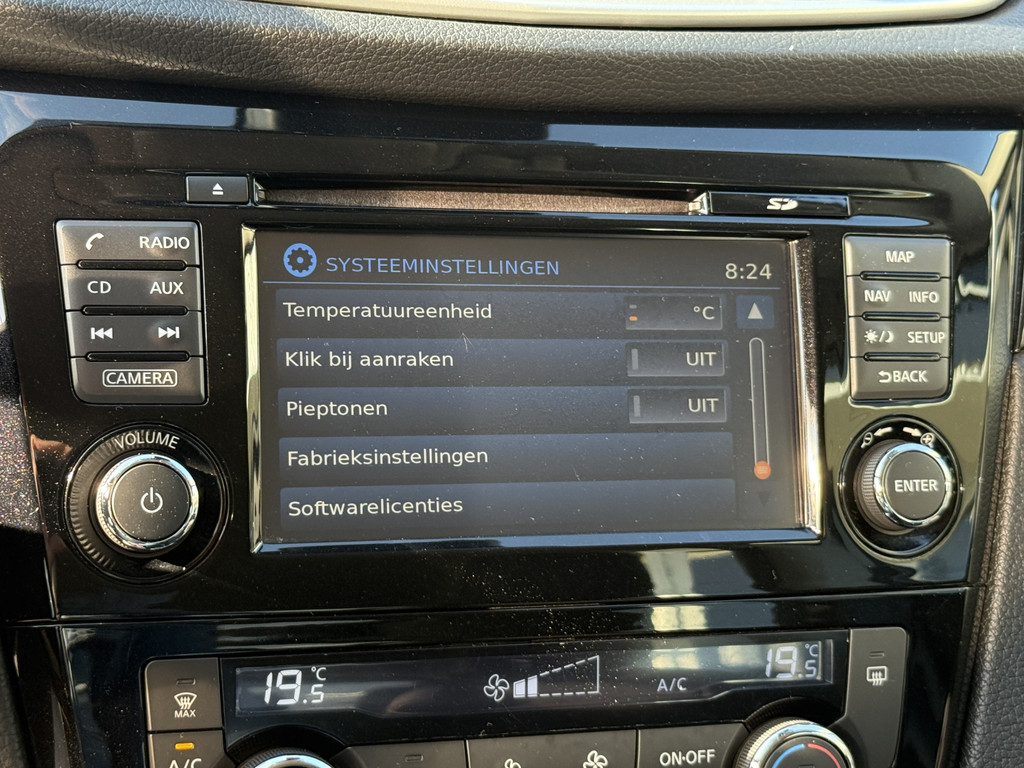 SD
RADIO
CD AUX
CAMERA
VOLUME
SYSTEEMINSTELLINGEN 8:24
Temperatuureenheid °C
Klik bij aanraken UIT
Pieptonen UIT
Fabrieksinstellingen
Softwarelicenties
MAP
NAV INFO
SETUP
BACK
ENTER
19.5 °C
A/C
19.5 °C
MAX
A/C
ON·OFF